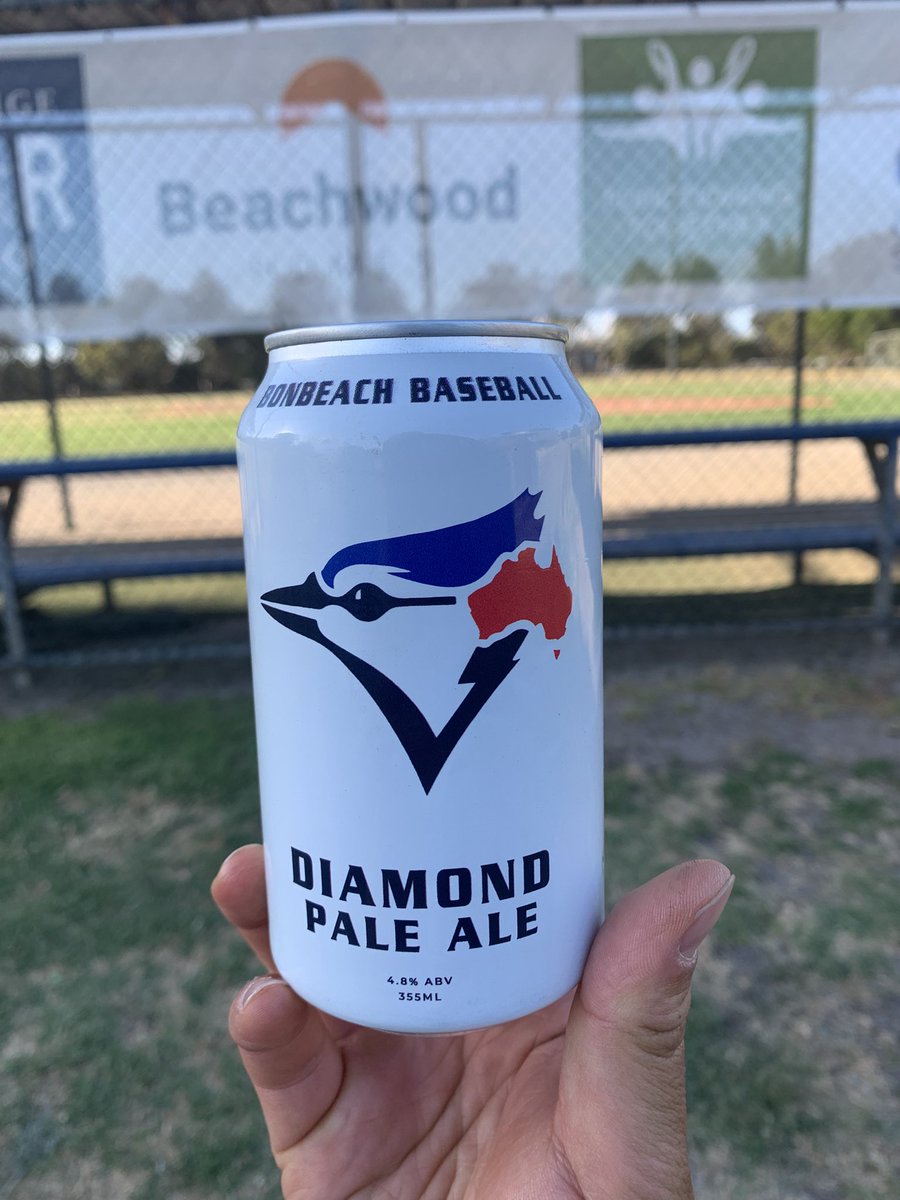 Beachwood
BONBEACH BASEBALL
DIAMOND
PALE ALE
4.8% ABV
355ML